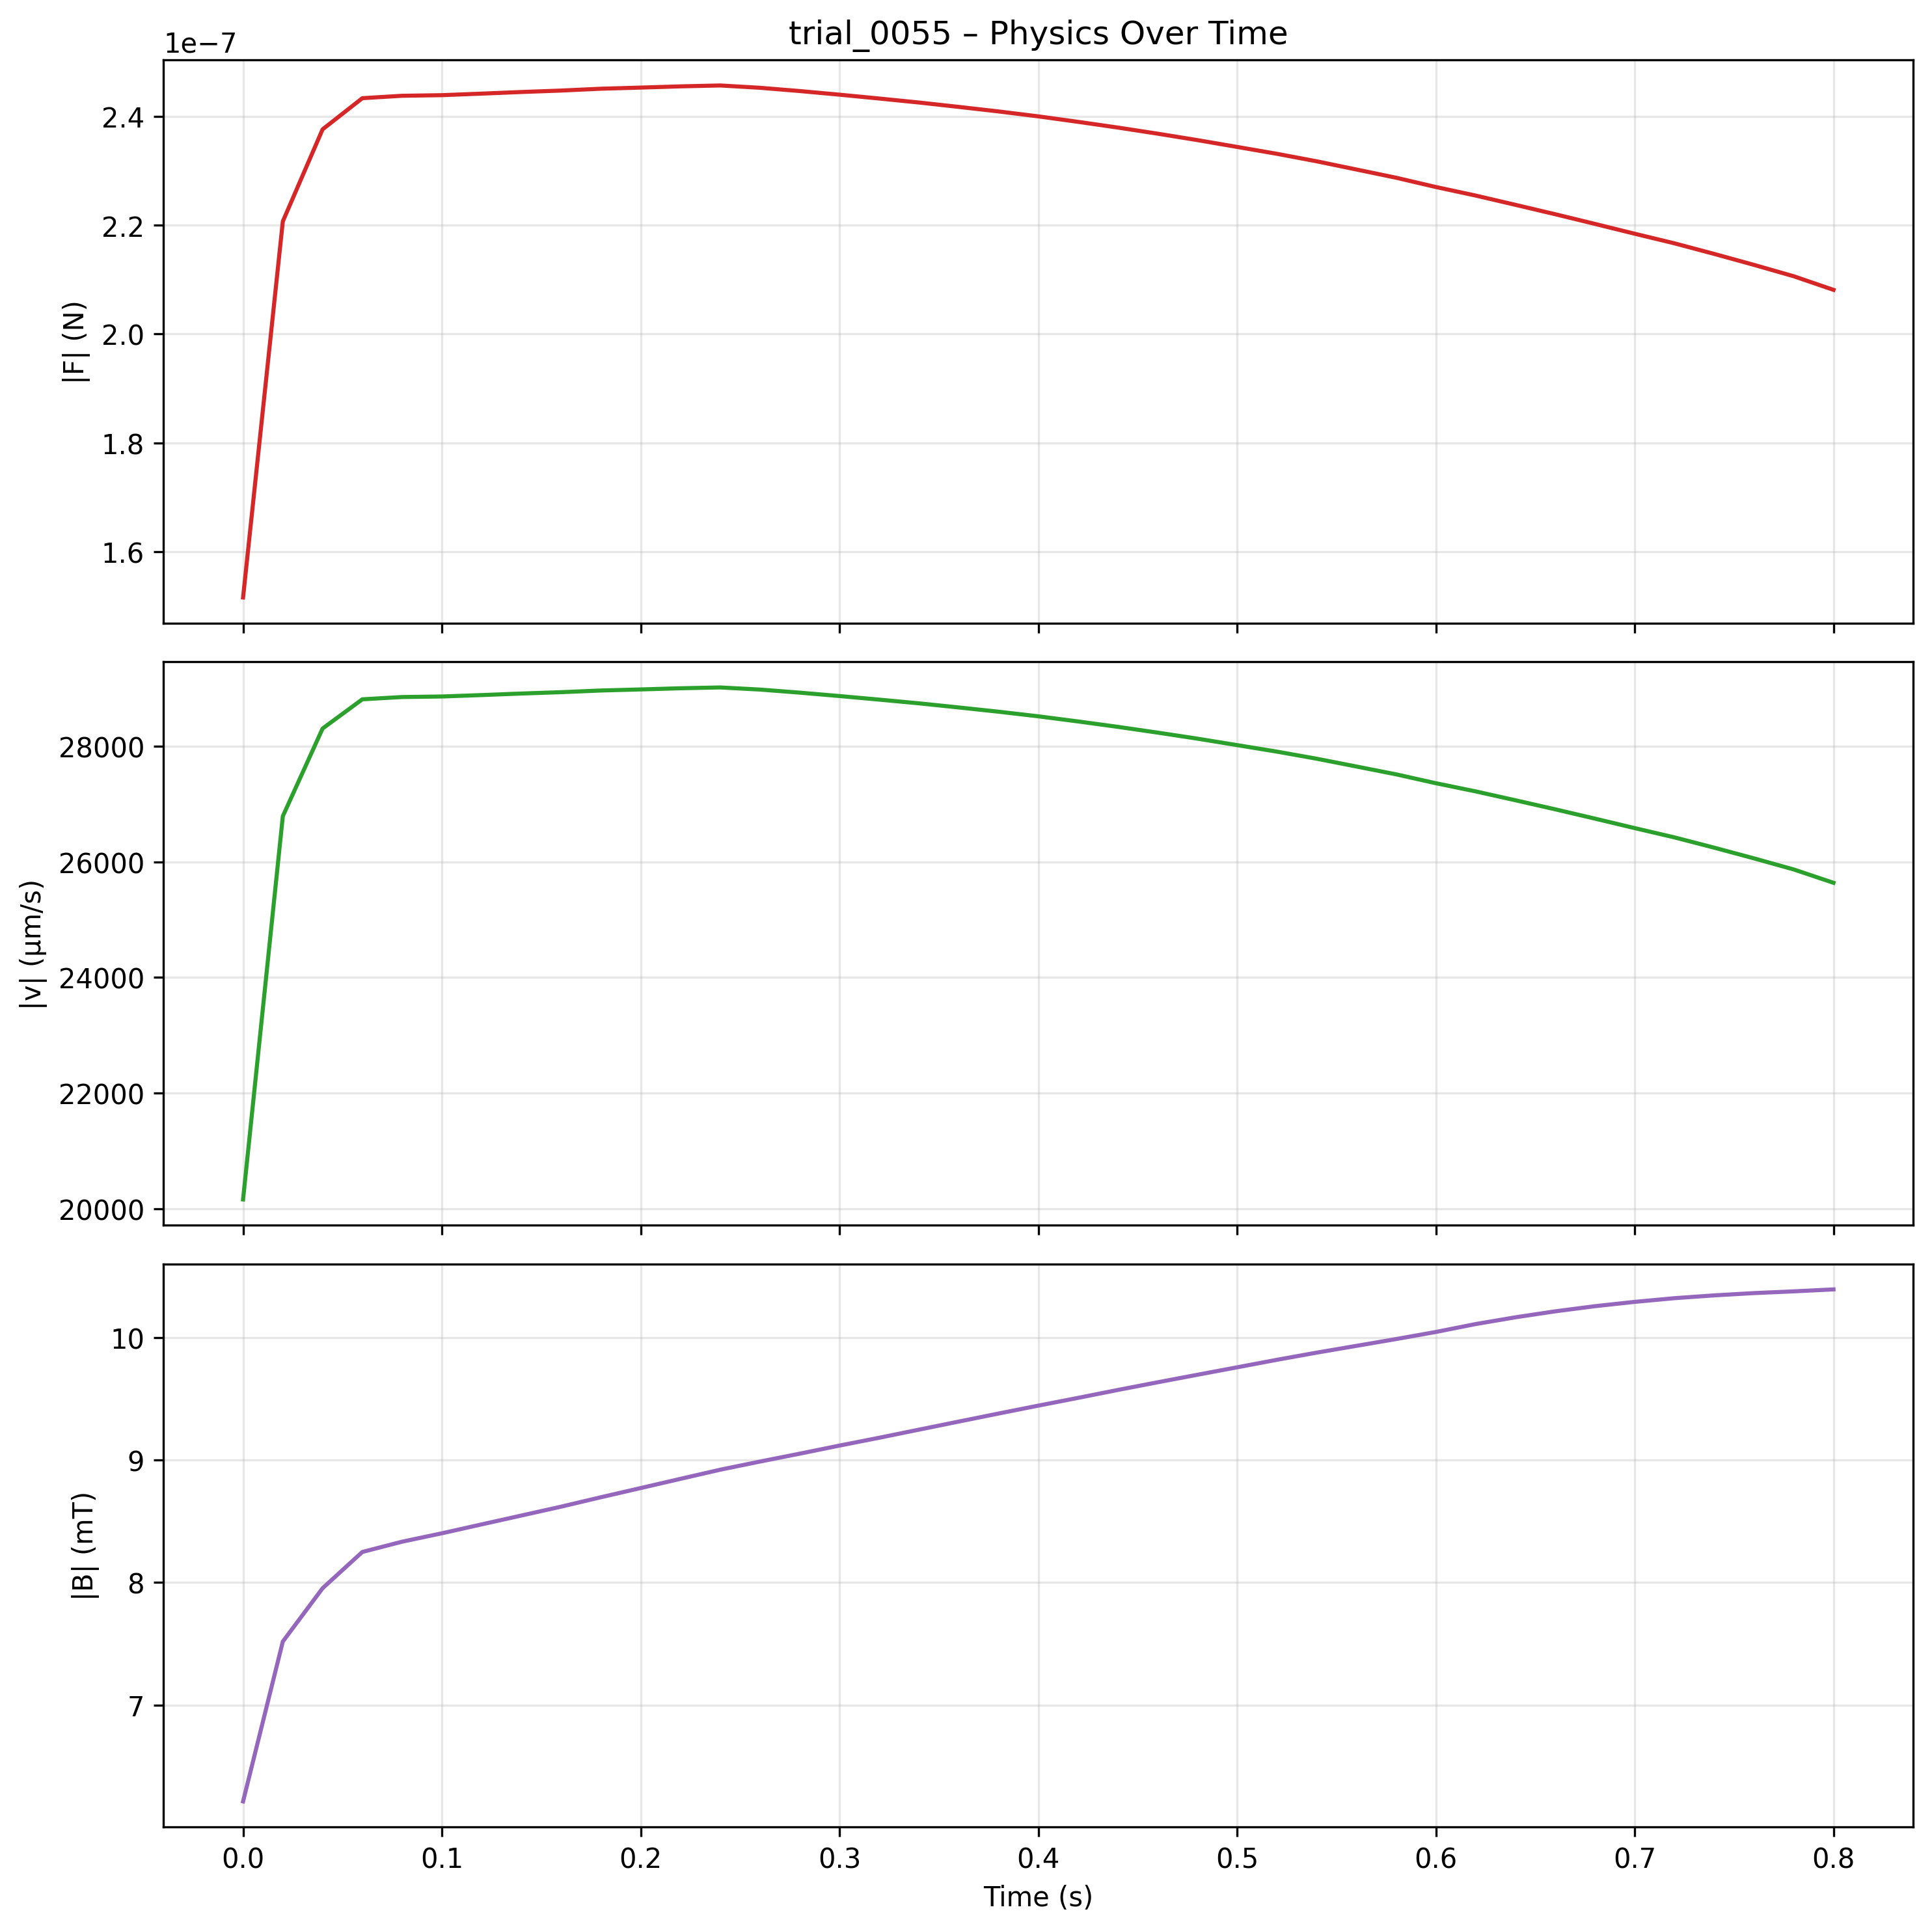 trial_0055 – Physics Over Time
1e−7
2.4
2.2
2.0
1.8
1.6
|F| (N)
28000
26000
24000
22000
20000
|v| (µm/s)
10
9
8
7
|B| (mT)
0.0 0.1 0.2 0.3 0.4 0.5 0.6 0.7 0.8
Time (s)